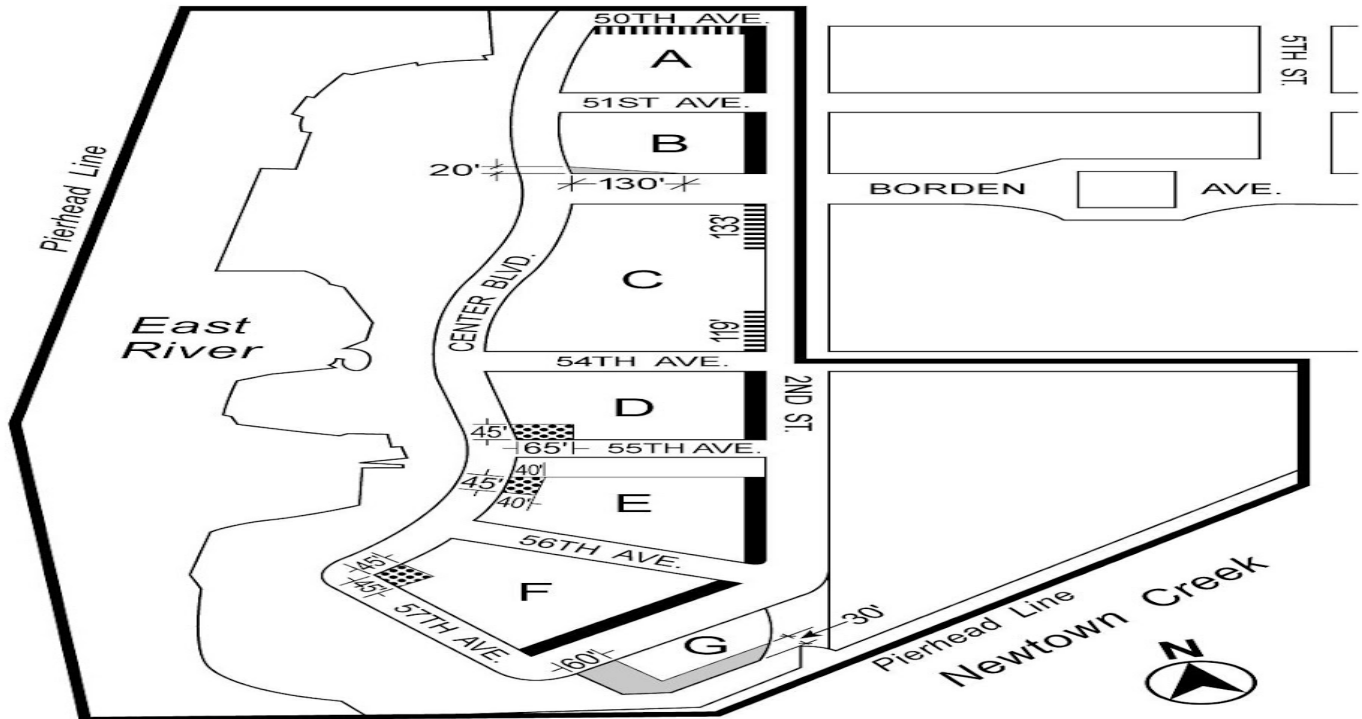 50TH AVE.
A
5TH ST.
51ST AVE.
B
Pierhead Line
20'
130'
BORDEN AVE.
133'
C
CENTER BLVD.
East
River
119'
54TH AVE.
2ND ST.
D
45'
65'
55TH AVE.
40'
45'
40'
E
56TH AVE.
45'
45'
F
57TH AVE.
30'
G
60'
Pierhead Line
Newtown Creek
N